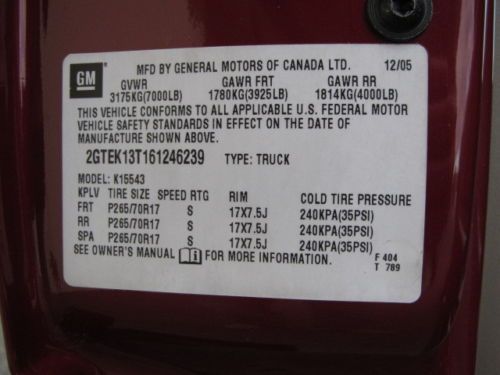 GM
MFD BY GENERAL MOTORS OF CANADA LTD. 12/05
GVWR GAWR FRT GAWR RR
3175KG(7000LB) 1780KG(3925LB) 1814KG(4000LB)
THIS VEHICLE CONFORMS TO ALL APPLICABLE U.S. FEDERAL MOTOR
VEHICLE SAFETY STANDARDS IN EFFECT ON THE DATE OF
MANUFACTURE SHOWN ABOVE.
2GTEK13T161246239 TYPE: TRUCK
MODEL: K15543
KPLV TIRE SIZE SPEED RTG RIM COLD TIRE PRESSURE
FRT P265/70R17 S 17X7.5J 240KPA(35PSI)
RR P265/70R17 S 17X7.5J 240KPA(35PSI)
SPA P265/70R17 S 17X7.5J 240KPA(35PSI)
SEE OWNER'S MANUAL FOR MORE INFORMATION.
F 404
T 789